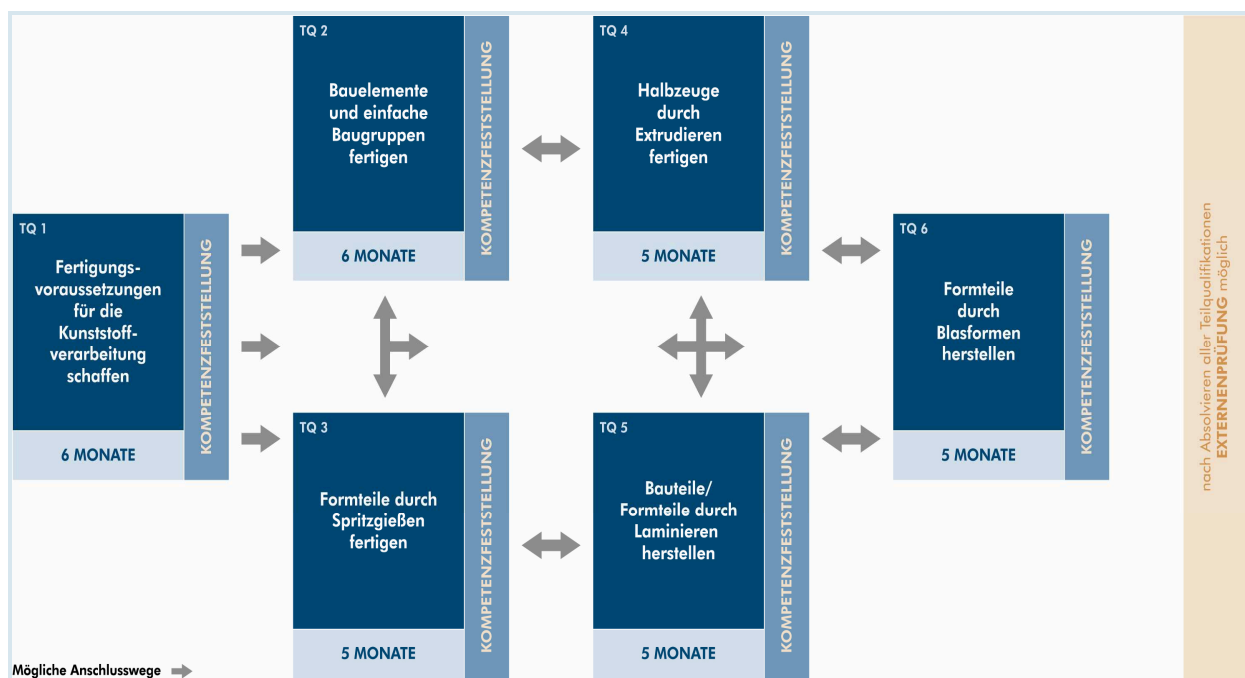 TQ 1
Fertigungs-
voraussetzungen
für die
Kunststoff-
verarbeitung
schaffen
6 MONATE
KOMPETENZFESTSTELLUNG
TQ 2
Bauelemente
und einfache
Baugruppen
fertigen
6 MONATE
KOMPETENZFESTSTELLUNG
TQ 3
Formteile durch
Spritzgießen
fertigen
5 MONATE
KOMPETENZFESTSTELLUNG
TQ 4
Halbzeuge
durch
Extrudieren
fertigen
5 MONATE
KOMPETENZFESTSTELLUNG
TQ 5
Bauteile/
Formteile durch
Laminieren
herstellen
5 MONATE
KOMPETENZFESTSTELLUNG
TQ 6
Formteile
durch
Blasformen
herstellen
5 MONATE
KOMPETENZFESTSTELLUNG
nach Absolvieren aller Teilqualifikationen
EXTERNENPRÜFUNG möglich
Mögliche Anschlusswege